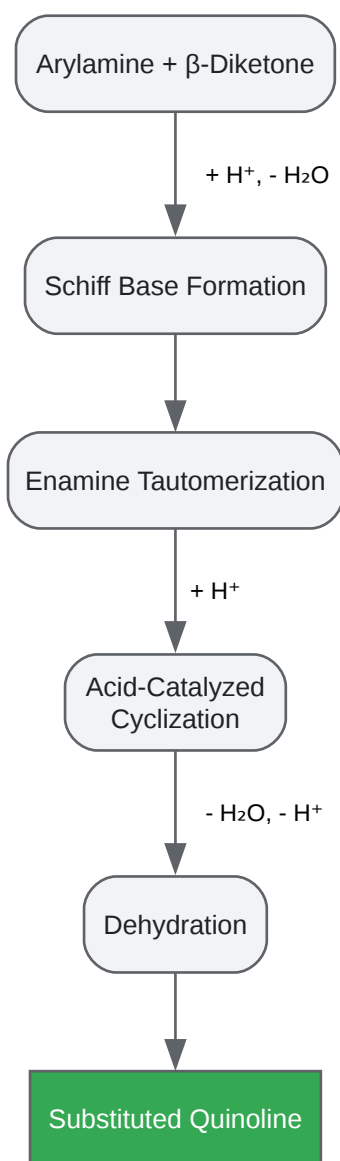 Arylamine + β-Diketone
+ H⁺, - H₂O
Schiff Base Formation
Enamine Tautomerization
+ H⁺
Acid-Catalyzed
Cyclization
- H₂O, - H⁺
Dehydration
Substituted Quinoline